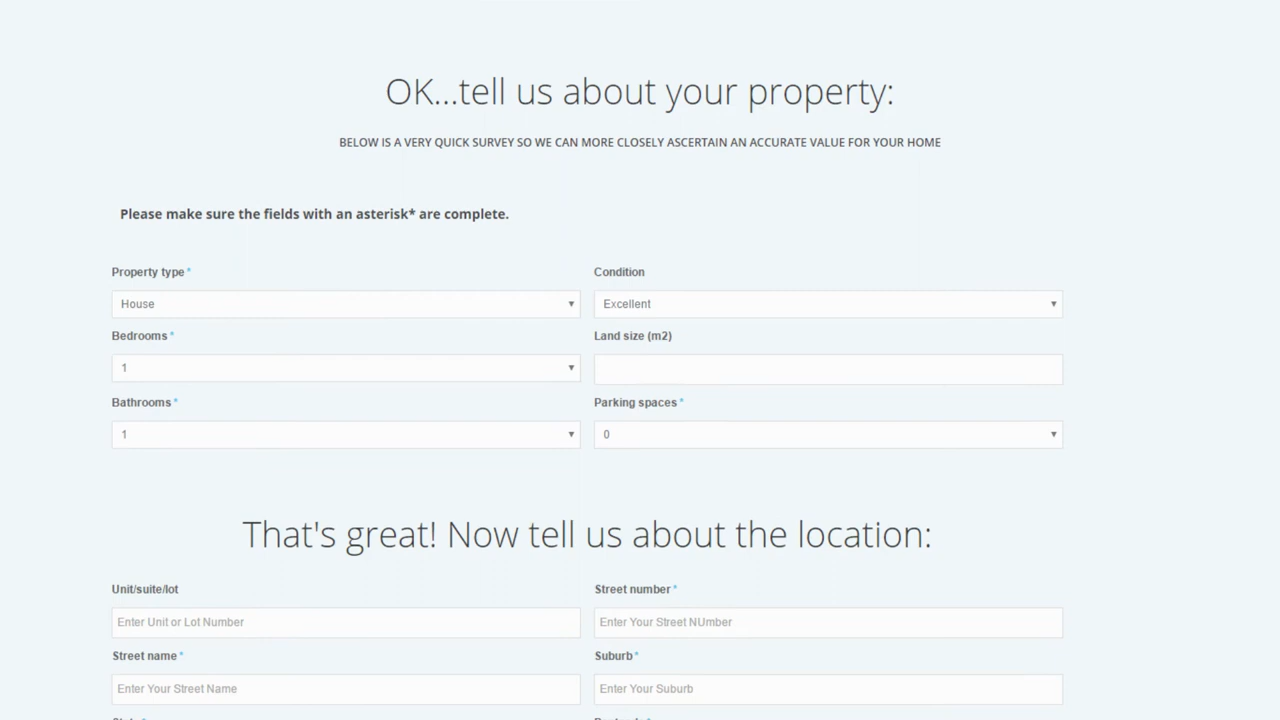 OK...tell us about your property:
BELOW IS A VERY QUICK SURVEY SO WE CAN MORE CLOSELY ASCERTAIN AN ACCURATE VALUE FOR YOUR HOME
Please make sure the fields with an asterisk* are complete.
Property type* Condition
House Excellent
Bedrooms* Land size (m2)
1
Bathrooms* Parking spaces*
1 0
That's great! Now tell us about the location:
Unit/suite/lot Street number*
Enter Unit or Lot Number Enter Your Street NUmber
Street name* Suburb*
Enter Your Street Name Enter Your Suburb